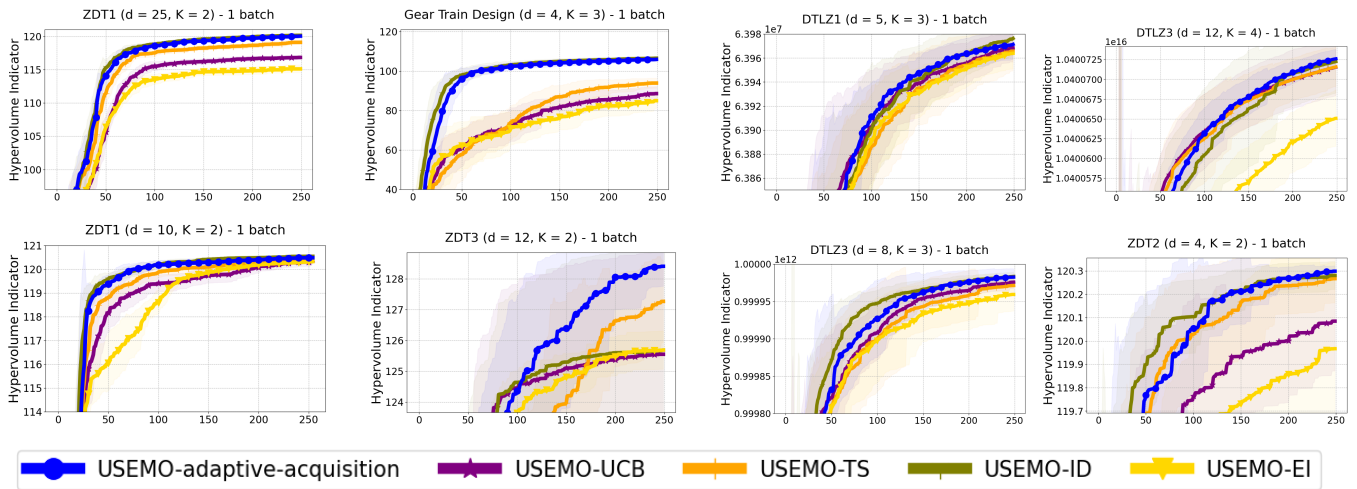 ZDT1 (d = 25, K = 2) - 1 batch
Hypervolume Indicator
120
115
110
105
100
0 50 100 150 200 250
Gear Train Design (d = 4, K = 3) - 1 batch
Hypervolume Indicator
120
100
80
60
40
0 50 100 150 200 250
DTLZ1 (d = 5, K = 3) - 1 batch
1e7
Hypervolume Indicator
6.398
6.396
6.394
6.392
6.390
6.388
6.386
0 50 100 150 200 250
DTLZ3 (d = 12, K = 4) - 1 batch
1e16
Hypervolume Indicator
1.0400725
1.0400700
1.0400675
1.0400650
1.0400625
1.0400600
1.0400575
0 50 100 150 200 250
ZDT1 (d = 10, K = 2) - 1 batch
Hypervolume Indicator
121
120
119
118
117
116
115
114
0 50 100 150 200 250
ZDT3 (d = 12, K = 2) - 1 batch
Hypervolume Indicator
128
127
126
125
124
0 50 100 150 200 250
DTLZ3 (d = 8, K = 3) - 1 batch
1e12
Hypervolume Indicator
1.00000
0.99995
0.99990
0.99985
0.99980
0 50 100 150 200 250
ZDT2 (d = 4, K = 2) - 1 batch
Hypervolume Indicator
120.3
120.2
120.1
120.0
119.9
119.8
119.7
0 50 100 150 200 250
USEMO-adaptive-acquisition USEMO-UCB USEMO-TS USEMO-ID USEMO-EI